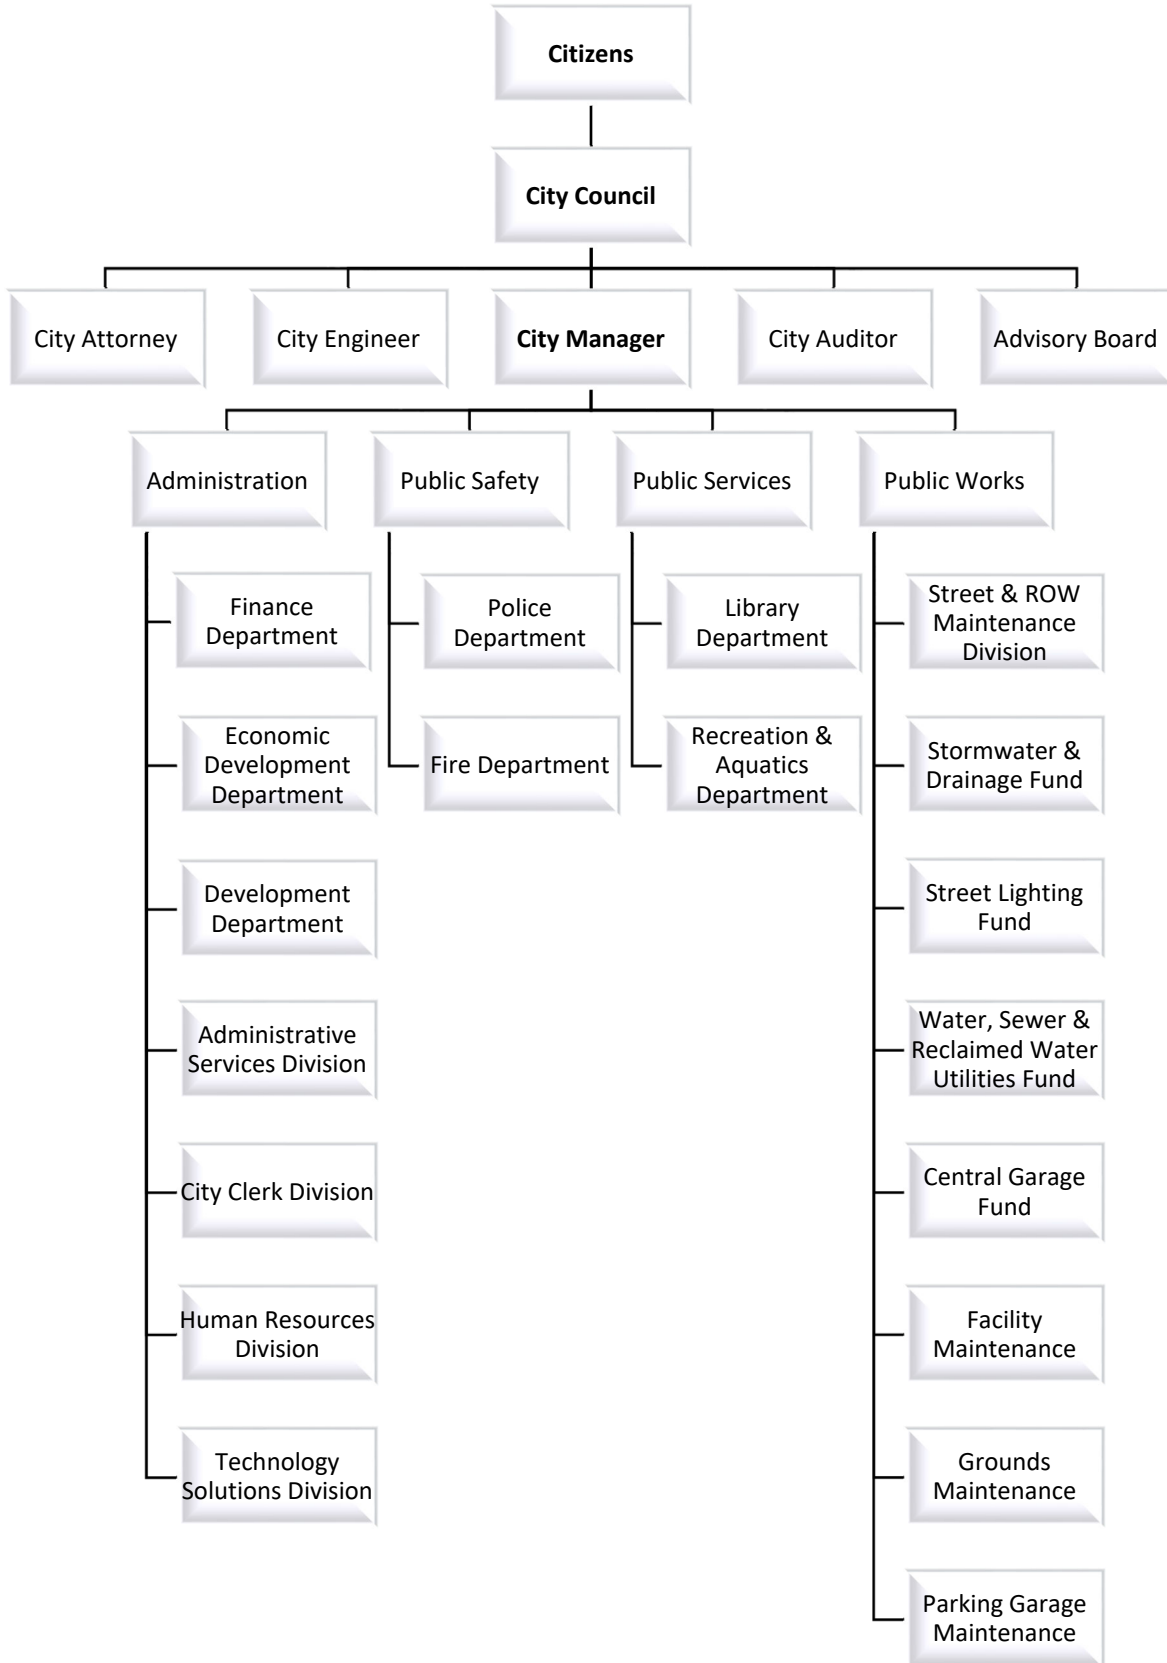 Citizens
City Council
City Attorney
City Engineer
City Manager
City Auditor
Advisory Board
Administration
Public Safety
Public Services
Public Works
Finance
Department
Police
Department
Library
Department
Street & ROW
Maintenance
Division
Economic
Development
Department
Fire Department
Recreation &
Aquatics
Department
Stormwater &
Drainage Fund
Development
Department
Street Lighting
Fund
Administrative
Services Division
Water, Sewer &
Reclaimed Water
Utilities Fund
City Clerk Division
Central Garage
Fund
Human Resources
Division
Facility
Maintenance
Technology
Solutions Division
Grounds
Maintenance
Parking Garage
Maintenance